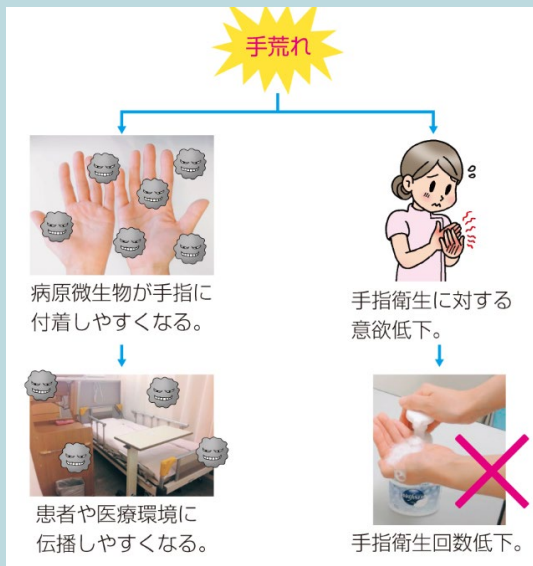 手荒れ
病原微生物が手指に
付着しやすくなる。
患者や医療環境に
伝播しやすくなる。
手指衛生に対する
意欲低下。
手指衛生回数低下。